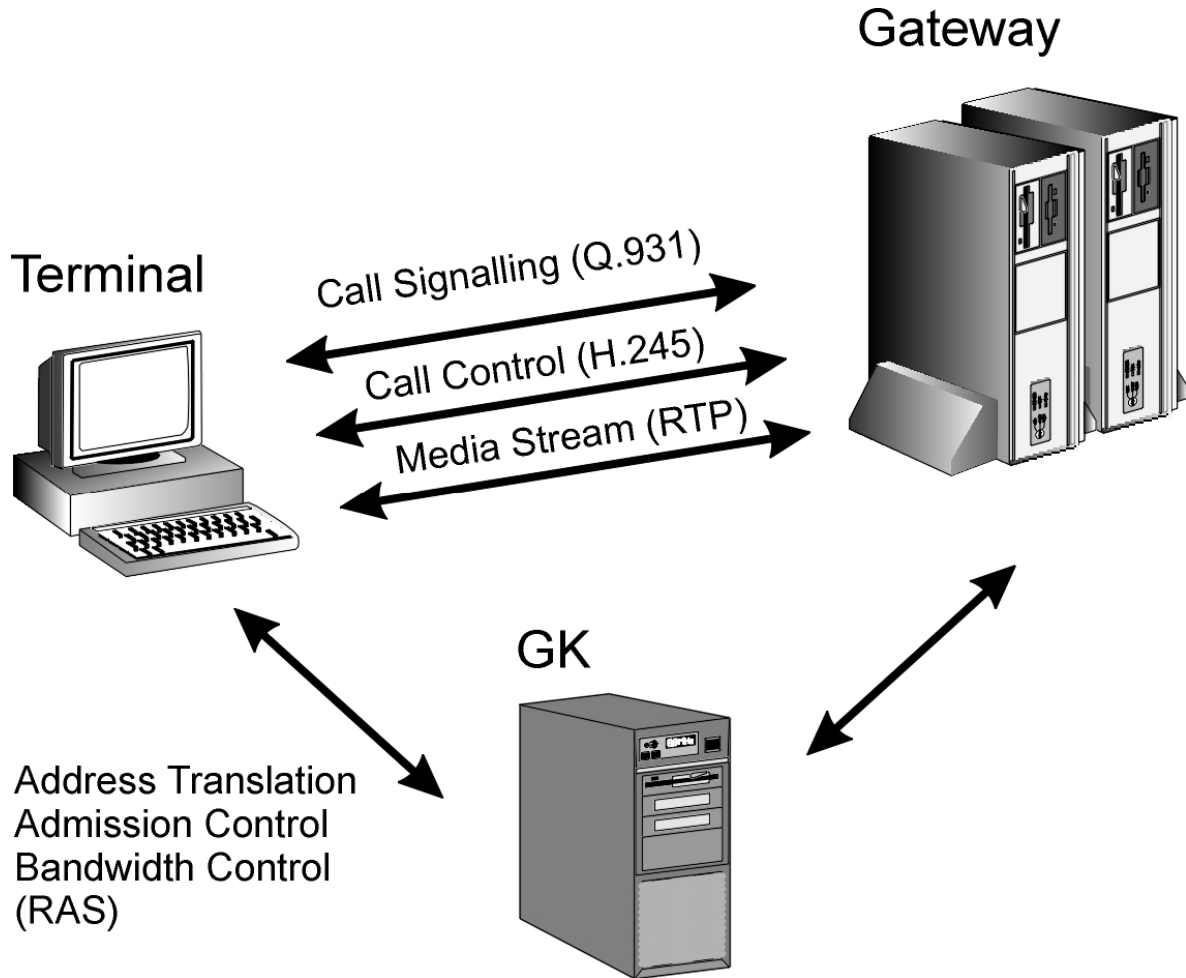 Gateway
Terminal
Call Signalling (Q.931)
Call Control (H.245)
Media Stream (RTP)
GK
Address Translation
Admission Control
Bandwidth Control
(RAS)